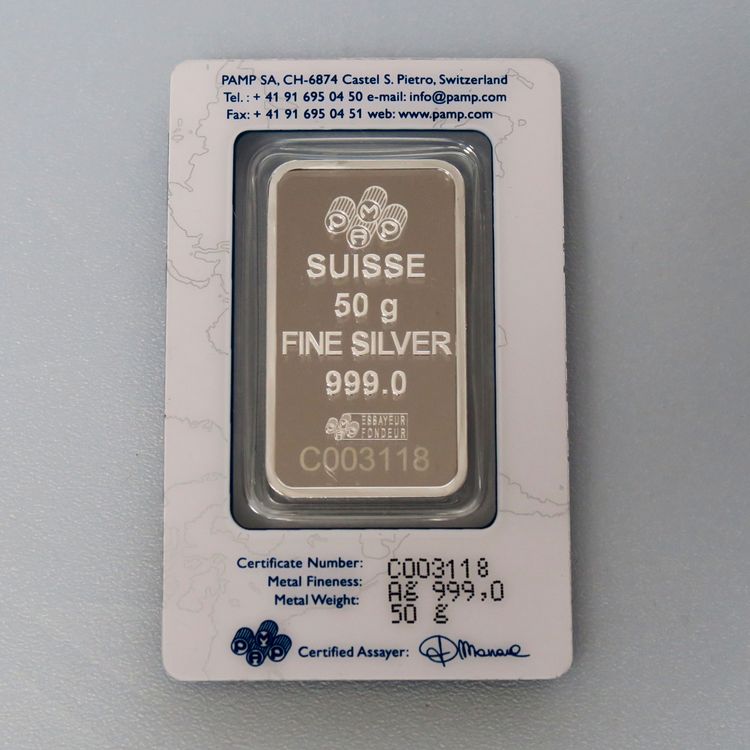 PAMP SA, CH-6874 Castel S. Pietro, Switzerland
Tel. : + 41 91 695 04 50 e-mail: info@pamp.com
Fax: + 41 91 695 04 51 web: www.pamp.com
PAMP
SUISSE
50 g
FINE SILVER
999.0
PAMP ESSAYEUR
FONDEUR
C003118
Certificate Number: C003118
Metal Fineness: Ag 999,0
Metal Weight: 50 g
PAMP Certified Assayer: